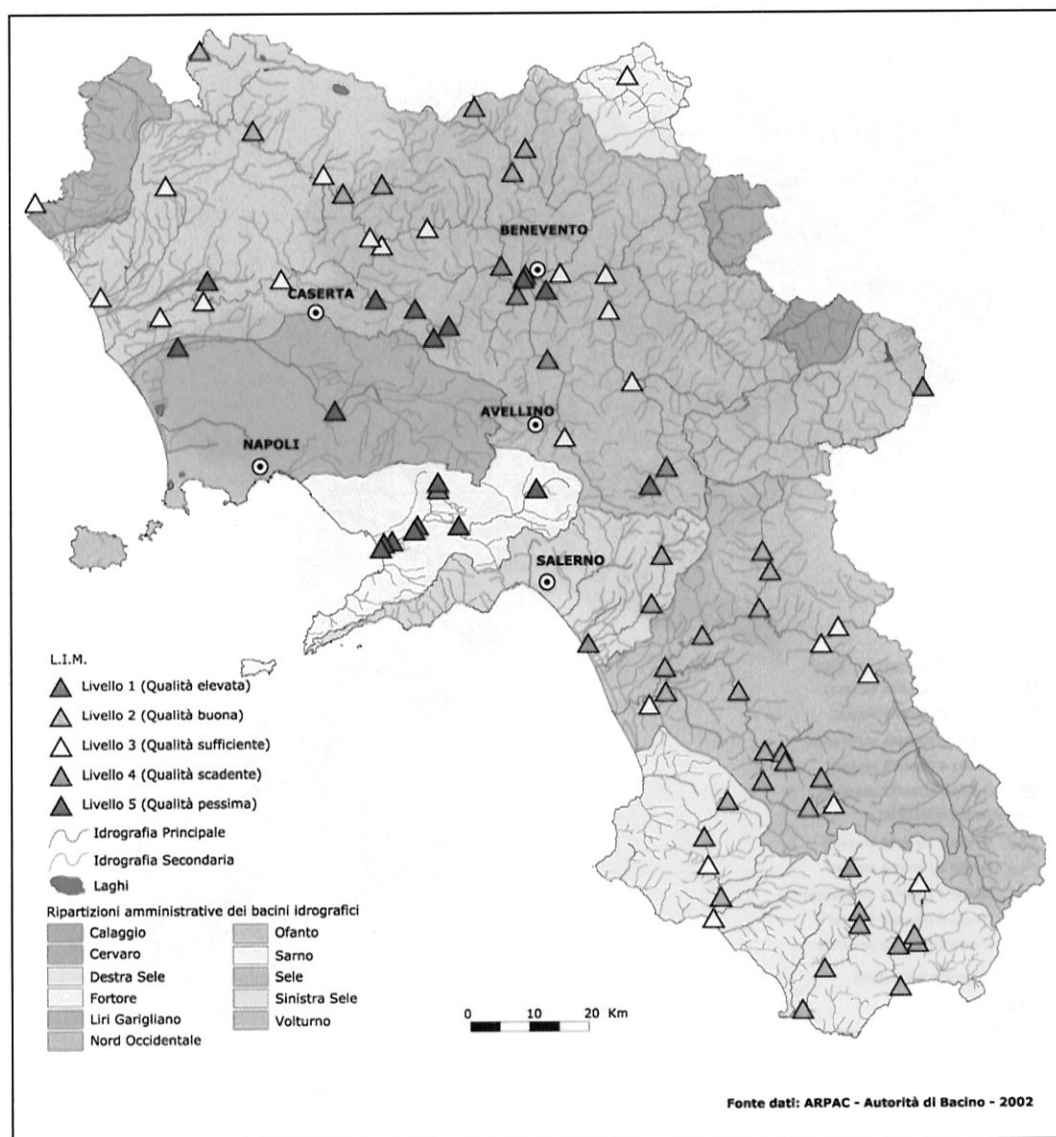 BENEVENTO
CASERTA
AVELLINO
NAPOLI
SALERNO
L.I.M.
Livello 1 (Qualità elevata)
Livello 2 (Qualità buona)
Livello 3 (Qualità sufficiente)
Livello 4 (Qualità scadente)
Livello 5 (Qualità pessima)
Idrografia Principale
Idrografia Secondaria
Laghi
Ripartizioni amministrative dei bacini idrografici
Calaggio
Cervaro
Destra Sele
Fortore
Liri Garigliano
Nord Occidentale
Ofanto
Sarno
Sele
Sinistra Sele
Volturno
0 10 20 Km
Fonte dati: ARPAC - Autorità di Bacino - 2002